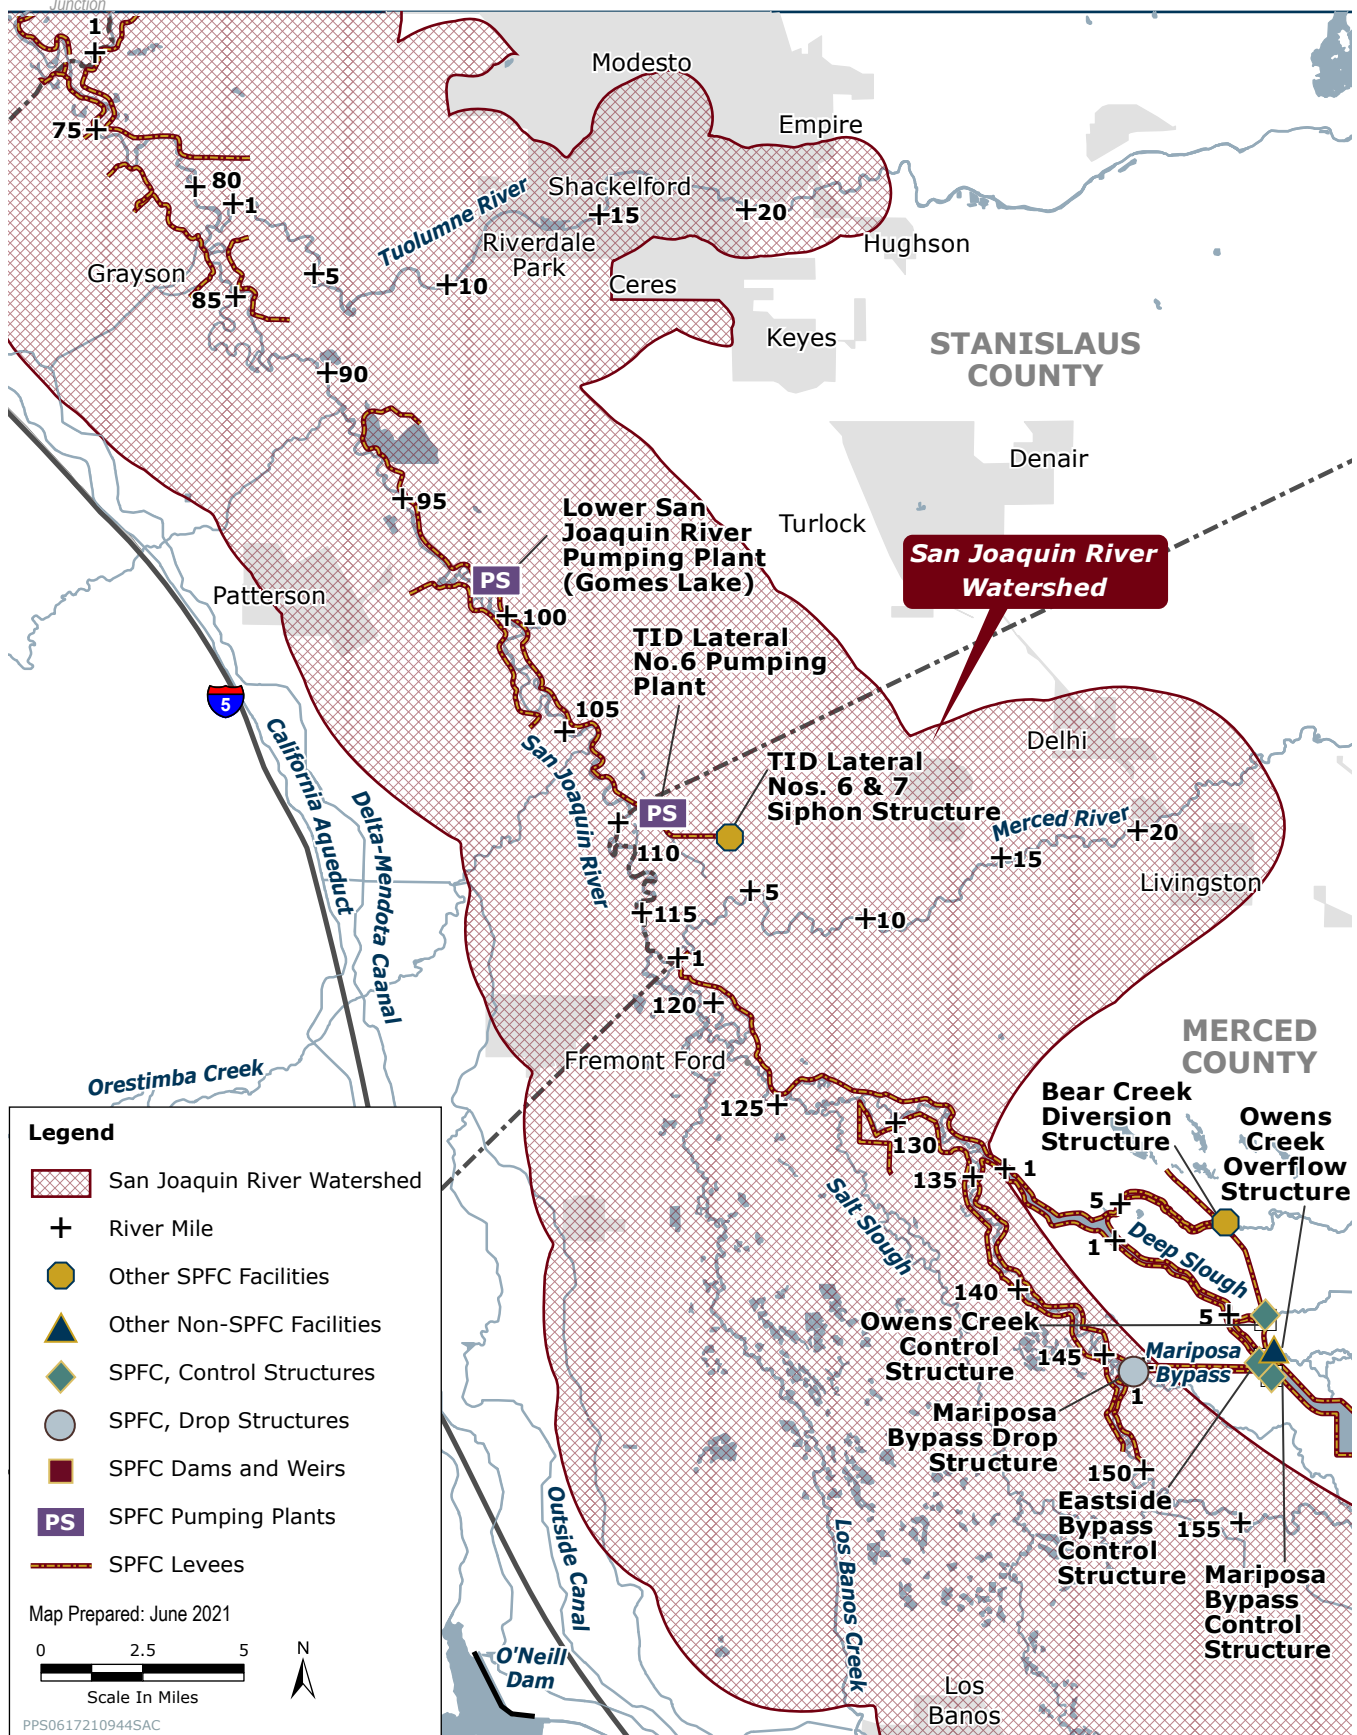 Junction
1
Modesto
75
Empire
80
1
Shackelford
15
20
Tuolumne River
Riverdale
Park
Hughson
Grayson
5
10
Ceres
85
Keyes
STANISLAUS
COUNTY
90
Denair
95
Lower San
Joaquin River
Pumping Plant
(Gomes Lake)
Turlock
San Joaquin River
Watershed
PS
Patterson
100
TID Lateral
No.6 Pumping
Plant
5
105
Delhi
California Aqueduct
San Joaquin River
TID Lateral
Nos. 6 & 7
Siphon Structure
Delta-Mendota Caanal
PS
Merced River
20
110
15
Livingston
5
115
10
1
120
MERCED
COUNTY
Fremont Ford
Orestimba Creek
Bear Creek
Diversion
Structure
Owens
Creek
Overflow
Structure
125
130
135
1
5
Salt Slough
1
Deep Slough
140
5
Owens Creek
Control
Structure
145
Mariposa
Bypass
1
Mariposa
Bypass Drop
Structure
150
Eastside
Bypass
Control
Structure
155
Mariposa
Bypass
Control
Structure
Outside Canal
Los Banos Creek
O'Neill
Dam
Los
Banos
Legend
San Joaquin River Watershed
River Mile
Other SPFC Facilities
Other Non-SPFC Facilities
SPFC, Control Structures
SPFC, Drop Structures
SPFC Dams and Weirs
PS SPFC Pumping Plants
SPFC Levees
Map Prepared: June 2021
0 2.5 5
N
Scale In Miles
PPS0617210944SAC